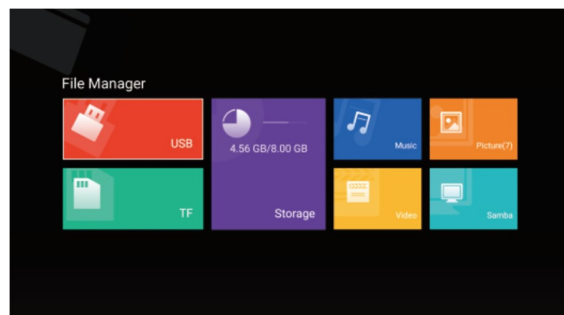 File Manager
USB
4.56 GB/8.00 GB
Music
Picture(7)
TF
Storage
Video
Samba